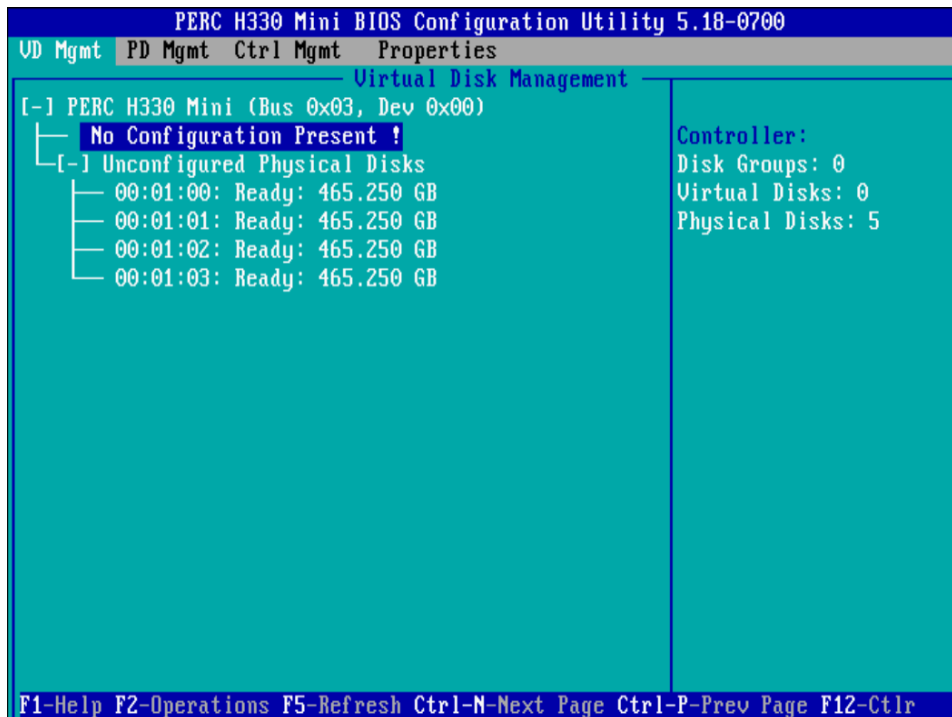 PERC H330 Mini BIOS Configuration Utility 5.18-0700
VD Mgmt PD Mgmt Ctrl Mgmt Properties
Virtual Disk Management
[-] PERC H330 Mini (Bus 0x03, Dev 0x00)
No Configuration Present !
[-] Unconfigured Physical Disks
00:01:00: Ready: 465.250 GB
00:01:01: Ready: 465.250 GB
00:01:02: Ready: 465.250 GB
00:01:03: Ready: 465.250 GB
Controller:
Disk Groups: 0
Virtual Disks: 0
Physical Disks: 5
F1-Help F2-Operations F5-Refresh Ctrl-N-Next Page Ctrl-P-Prev Page F12-Ctlr